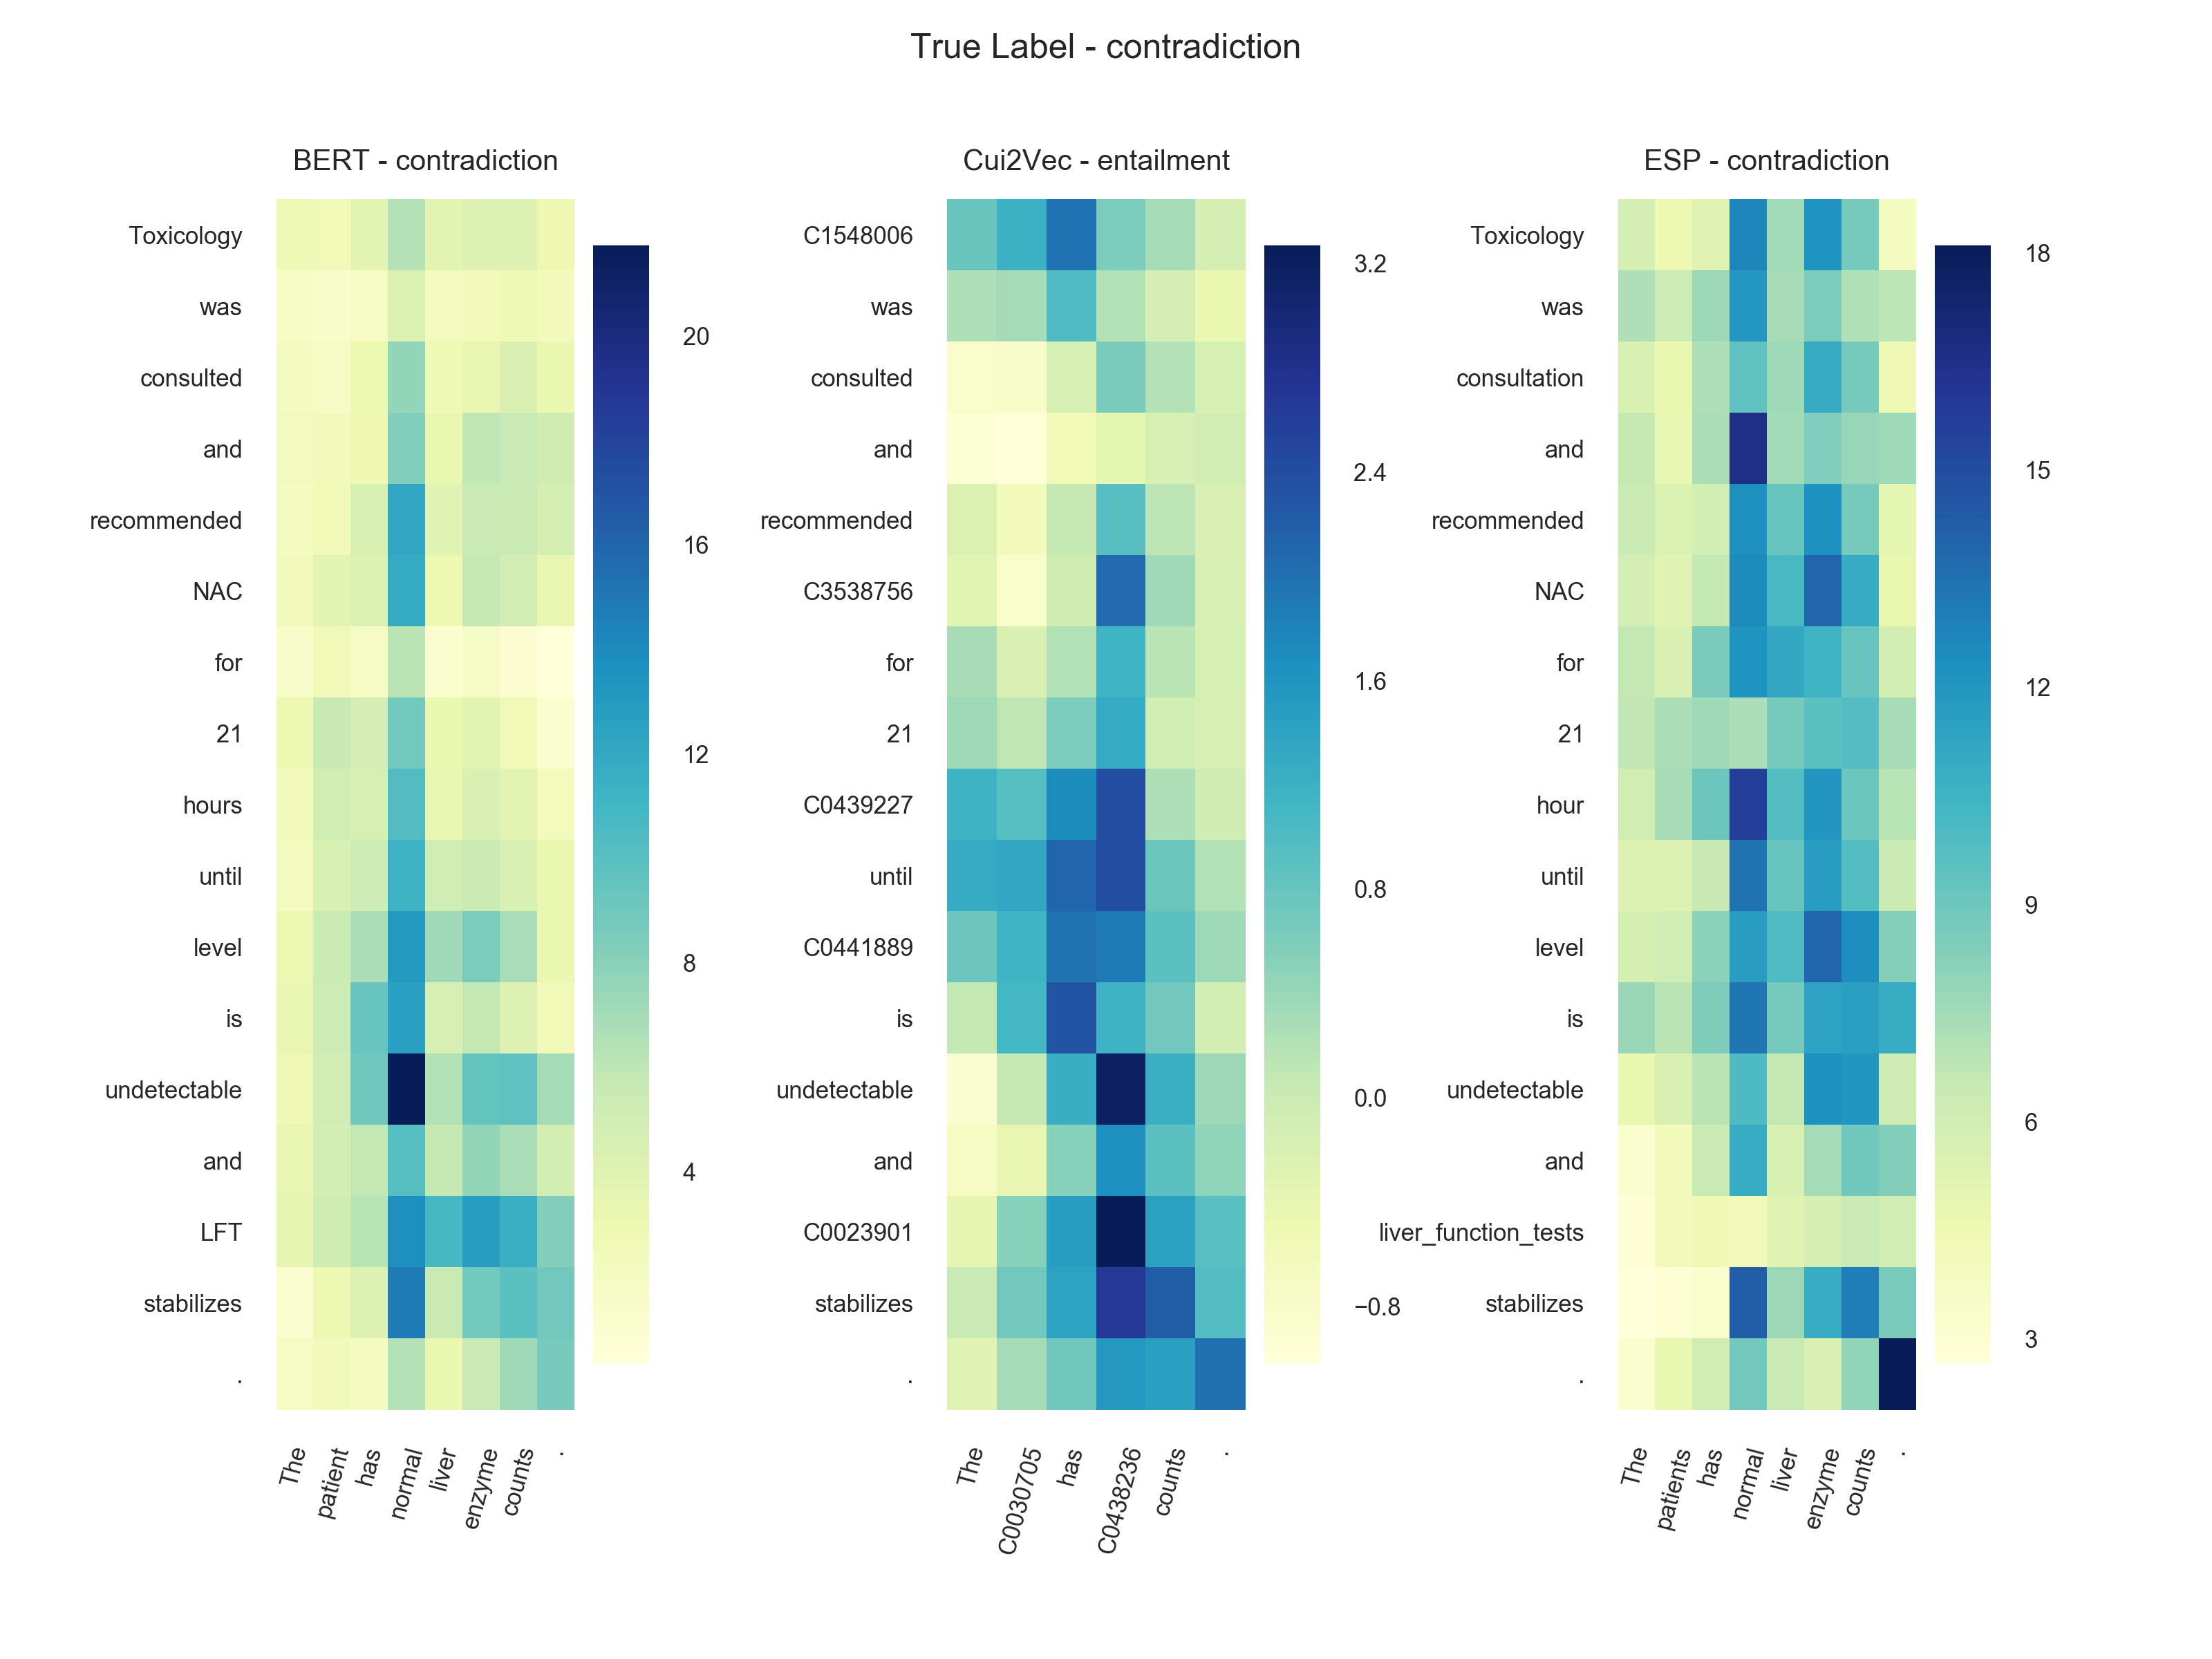 True Label - contradiction
BERT - contradiction
Toxicology
was
consulted
and
recommended
NAC
for
21
hours
until
level
is
undetectable
and
LFT
stabilizes
.
The patient has normal liver enzyme counts .
20
16
12
8
4
Cui2Vec - entailment
C1548006
was
consulted
and
recommended
C3538756
for
21
C0439227
until
C0441889
is
undetectable
and
C0023901
stabilizes
.
The C0030705 has C0438236 counts .
3.2
2.4
1.6
0.8
0.0
−0.8
ESP - contradiction
Toxicology
was
consultation
and
recommended
NAC
for
21
hour
until
level
is
undetectable
and
liver_function_tests
stabilizes
.
The patients has normal liver enzyme counts .
18
15
12
9
6
3